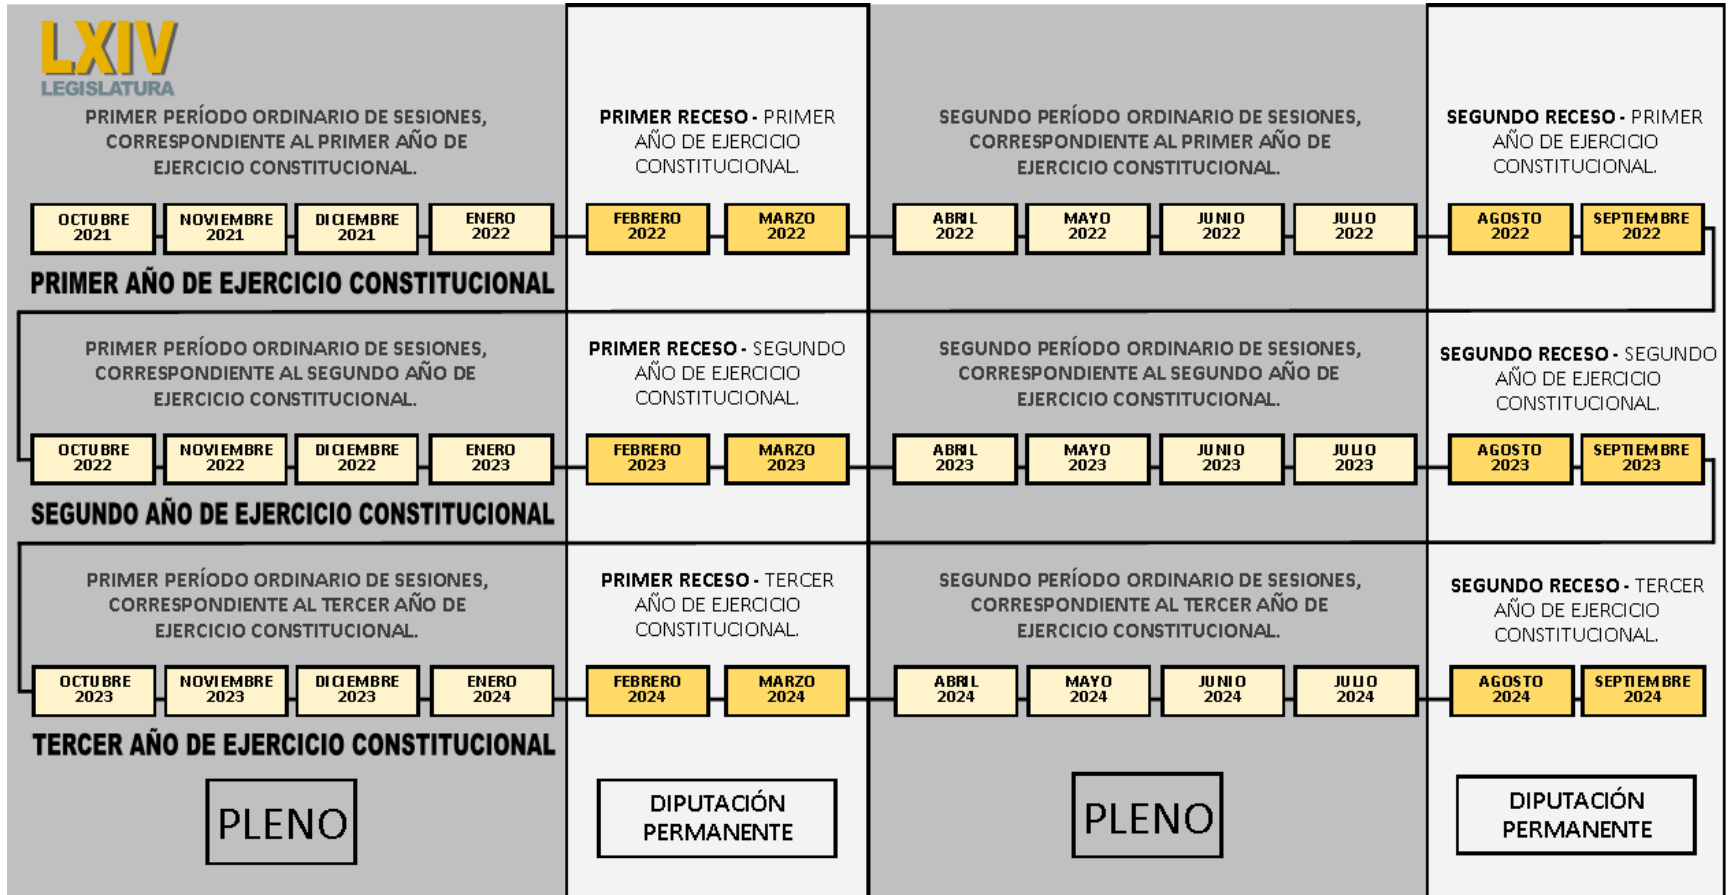 LXIV
LEGISLATURA
PRIMER PERÍODO ORDINARIO DE SESIONES,
CORRESPONDIENTE AL PRIMER AÑO DE
EJERCICIO CONSTITUCIONAL.
PRIMER RECESO - PRIMER
AÑO DE EJERCICIO
CONSTITUCIONAL.
SEGUNDO PERÍODO ORDINARIO DE SESIONES,
CORRESPONDIENTE AL PRIMER AÑO DE
EJERCICIO CONSTITUCIONAL.
SEGUNDO RECESO - PRIMER
AÑO DE EJERCICIO
CONSTITUCIONAL.
OCTUBRE
2021
NOVIEMBRE
2021
DICIEMBRE
2021
ENERO
2022
FEBRERO
2022
MARZO
2022
ABRIL
2022
MAYO
2022
JUNIO
2022
JULIO
2022
AGOSTO
2022
SEPTIEMBRE
2022
PRIMER AÑO DE EJERCICIO CONSTITUCIONAL
PRIMER PERÍODO ORDINARIO DE SESIONES,
CORRESPONDIENTE AL SEGUNDO AÑO DE
EJERCICIO CONSTITUCIONAL.
PRIMER RECESO - SEGUNDO
AÑO DE EJERCICIO
CONSTITUCIONAL.
SEGUNDO PERÍODO ORDINARIO DE SESIONES,
CORRESPONDIENTE AL SEGUNDO AÑO DE
EJERCICIO CONSTITUCIONAL.
SEGUNDO RECESO - SEGUNDO
AÑO DE EJERCICIO
CONSTITUCIONAL.
OCTUBRE
2022
NOVIEMBRE
2022
DICIEMBRE
2022
ENERO
2023
FEBRERO
2023
MARZO
2023
ABRIL
2023
MAYO
2023
JUNIO
2023
JULIO
2023
AGOSTO
2023
SEPTIEMBRE
2023
SEGUNDO AÑO DE EJERCICIO CONSTITUCIONAL
PRIMER PERÍODO ORDINARIO DE SESIONES,
CORRESPONDIENTE AL TERCER AÑO DE
EJERCICIO CONSTITUCIONAL.
PRIMER RECESO - TERCER
AÑO DE EJERCICIO
CONSTITUCIONAL.
SEGUNDO PERÍODO ORDINARIO DE SESIONES,
CORRESPONDIENTE AL TERCER AÑO DE
EJERCICIO CONSTITUCIONAL.
SEGUNDO RECESO - TERCER
AÑO DE EJERCICIO
CONSTITUCIONAL.
OCTUBRE
2023
NOVIEMBRE
2023
DICIEMBRE
2023
ENERO
2024
FEBRERO
2024
MARZO
2024
ABRIL
2024
MAYO
2024
JUNIO
2024
JULIO
2024
AGOSTO
2024
SEPTIEMBRE
2024
TERCER AÑO DE EJERCICIO CONSTITUCIONAL
PLENO
DIPUTACIÓN
PERMANENTE
PLENO
DIPUTACIÓN
PERMANENTE